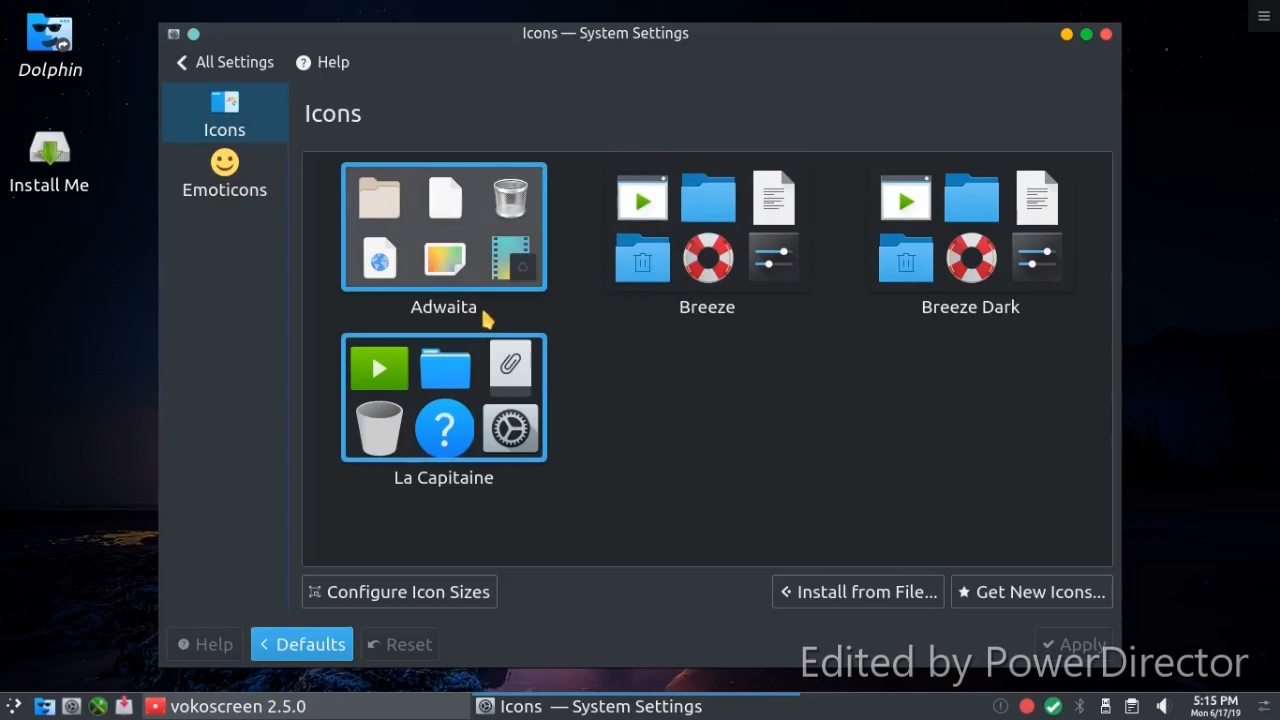 Icons — System Settings
All Settings
Help
Dolphin
Install Me
Icons
Emoticons
Icons
Adwaita
Breeze
Breeze Dark
La Capitaine
Configure Icon Sizes
Install from File...
Get New Icons...
Help
Defaults
Reset
Apply
Edited by PowerDirector
vokoscreen 2.5.0
Icons — System Settings
5:15 PM
Mon 6/17/19